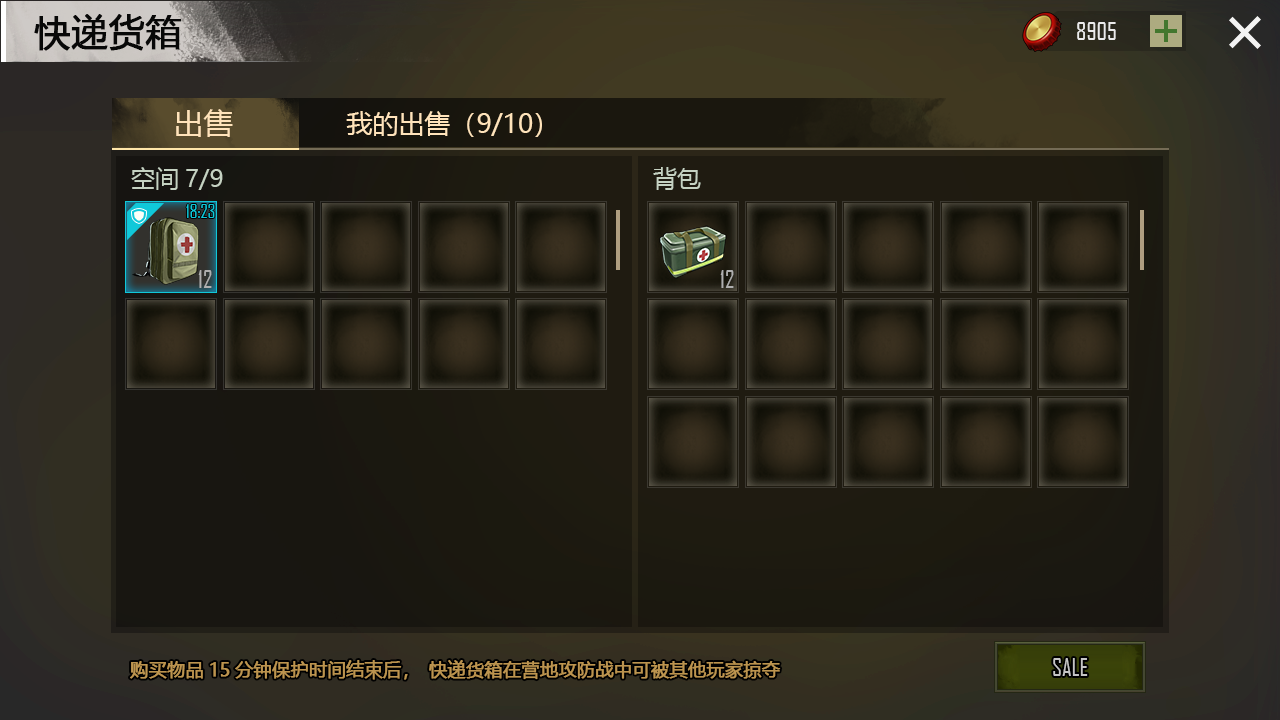 快递货箱
8905
出售
我的出售（9/10）
空间 7/9
背包
18:23
12
12
购买物品 15 分钟保护时间结束后， 快递货箱在营地攻防战中可被其他玩家掠夺
SALE